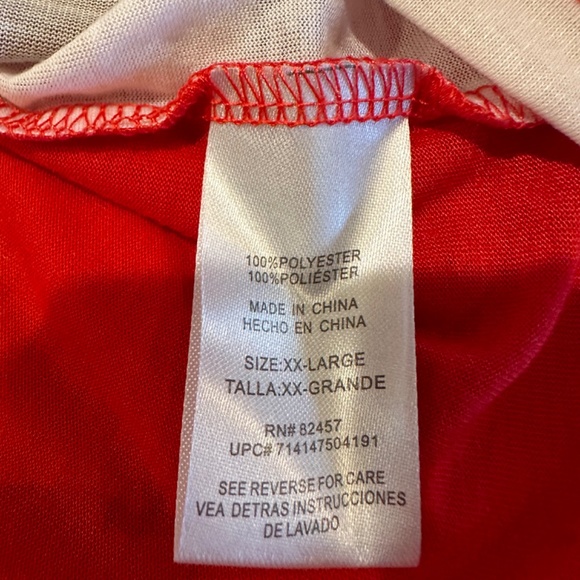 100%POLYESTER
100%POLIÉSTER
MADE IN CHINA
HECHO EN CHINA
SIZE:XX-LARGE
TALLA:XX-GRANDE
RN# 82457
UPC# 714147504191
SEE REVERSE FOR CARE
VEA DETRAS INSTRUCCIONES
DE LAVADO